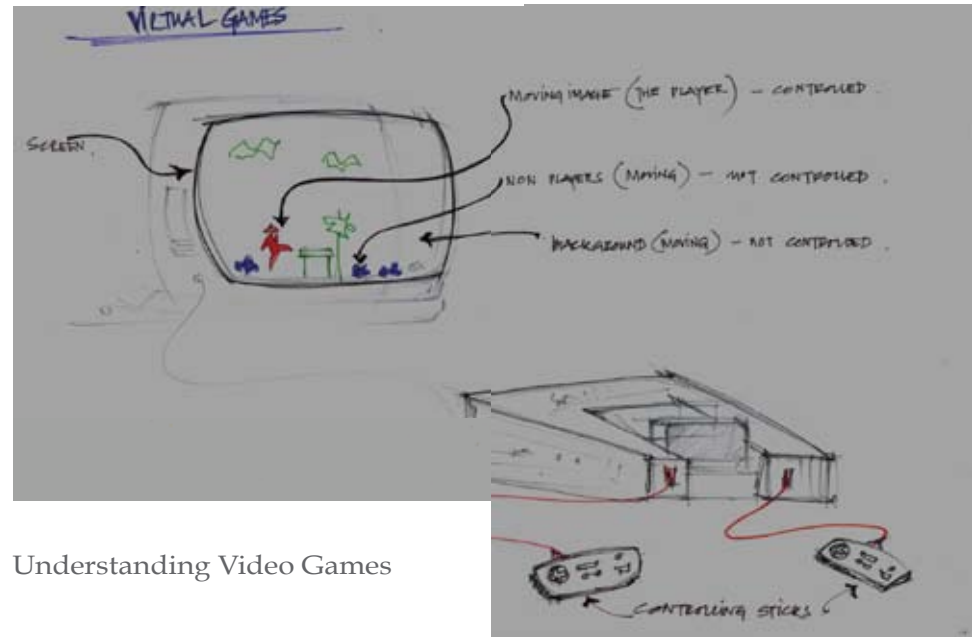 VIRTUAL GAMES
MOVING IMAGE (THE PLAYER) – CONTROLLED.
SCREEN.
NON PLAYERS (MOVING) – NOT CONTROLLED.
BACKGROUND (MOVING) – NOT CONTROLLED.
Understanding Video Games
CONTROLLING STICKS